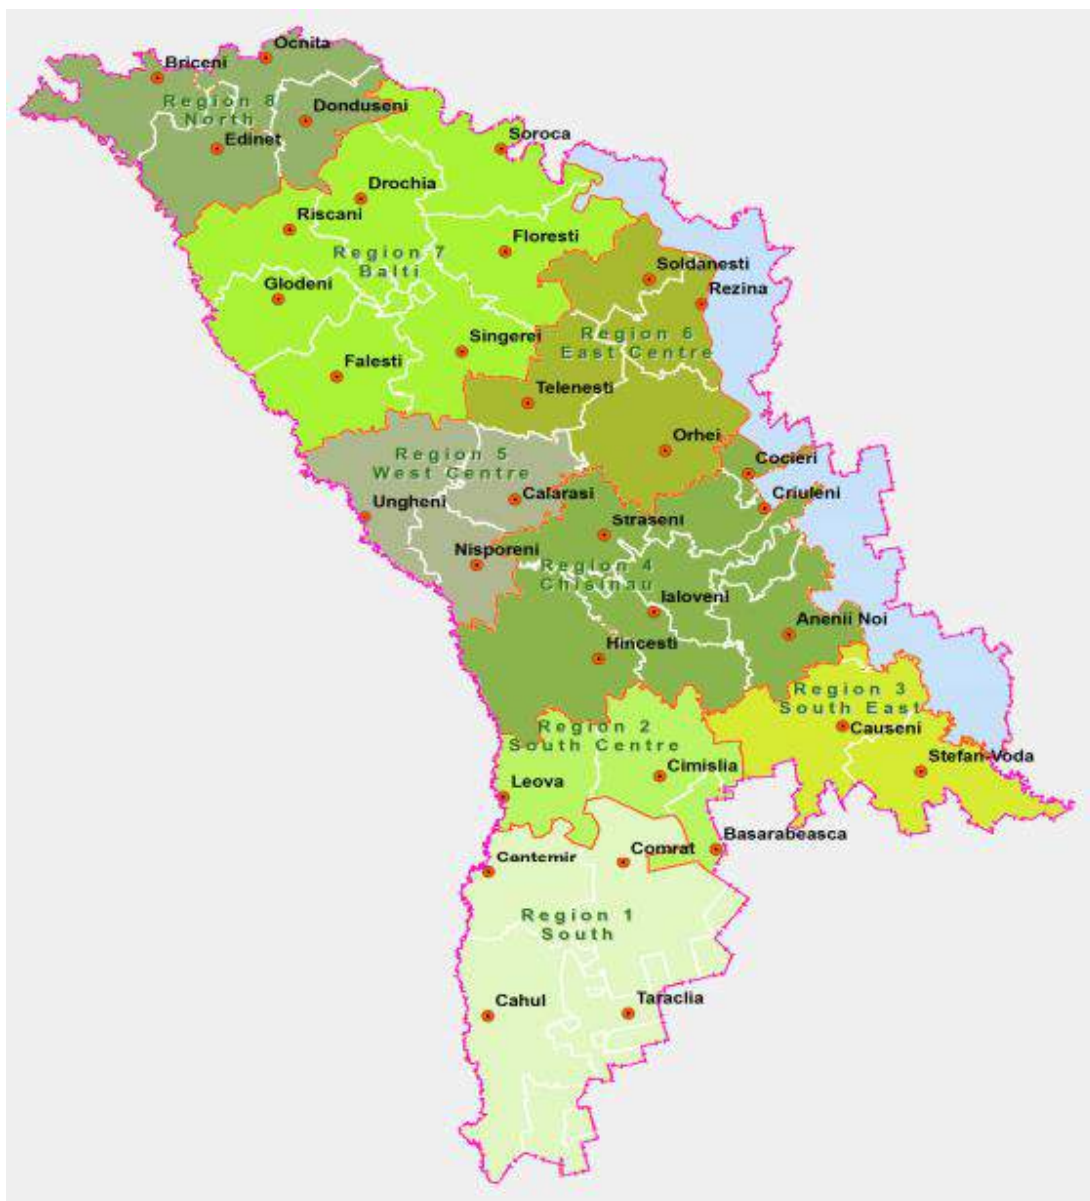 Ocnita
Briceni
Region 8
North
Donduseni
Edinet
Soroca
Drochia
Riscani
Floresti
Region 7
Balti
Soldanesti
Glodeni
Rezina
Singerei
Region 6
East Centre
Falesti
Telenesti
Orhei
Region 5
West Centre
Cocieri
Calarasi
Criuleni
Ungheni
Straseni
Nisporeni
Region 4
Chisinau
Ialoveni
Anenii Noi
Hincesti
Region 3
South East
Region 2
South Centre
Causeni
Stefan-Voda
Cimislia
Leova
Basarabeasca
Comrat
Cantemir
Region 1
South
Cahul
Taraclia